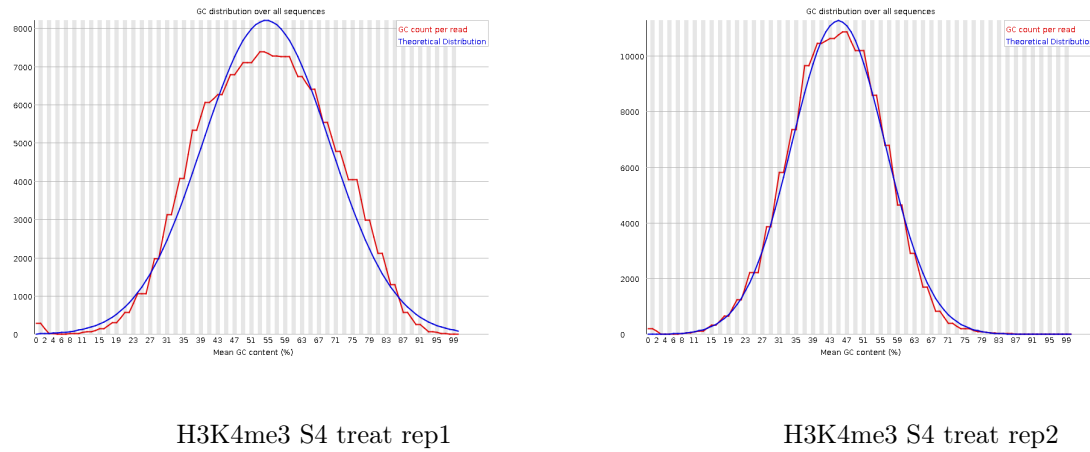 GC distribution over all sequences
GC count per read
Theoretical Distribution
8000
7000
6000
5000
4000
3000
2000
1000
0
0 2 4 6 8 11 15 19 23 27 31 35 39 43 47 51 55 59 63 67 71 75 79 83 87 91 95 99
Mean GC content (%)
H3K4me3 S4 treat rep1
GC distribution over all sequences
GC count per read
Theoretical Distributio
10000
8000
6000
4000
2000
0
0 2 4 6 8 11 15 19 23 27 31 35 39 43 47 51 55 59 63 67 71 75 79 83 87 91 95 99
Mean GC content (%)
H3K4me3 S4 treat rep2